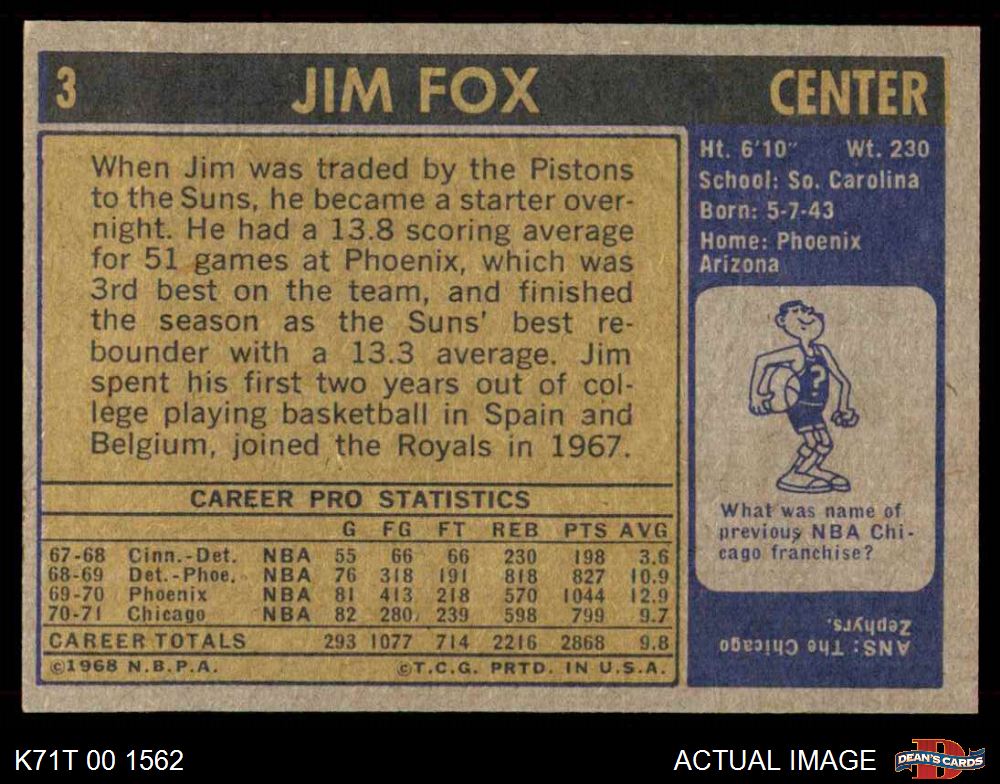 3 JIM FOX CENTER
When Jim was traded by the Pistons
to the Suns, he became a starter over-
night. He had a 13.8 scoring average
for 51 games at Phoenix, which was
3rd best on the team, and finished
the season as the Suns' best re-
bounder with a 13.3 average. Jim
spent his first two years out of col-
lege playing basketball in Spain and
Belgium, joined the Royals in 1967.
CAREER PRO STATISTICS
G FG FT REB PTS AVG
67-68 Cinn.-Det. NBA 55 66 66 230 198 3.6
68-69 Det.-Phoe. NBA 76 318 191 818 827 10.9
69-70 Phoenix NBA 81 413 218 570 1044 12.9
70-71 Chicago NBA 82 280 239 598 799 9.7
CAREER TOTALS 293 1077 714 2216 2868 9.8
©1968 N.B.P.A. ©T.C.G. PRTD. IN U.S.A.
Ht. 6'10" Wt. 230
School: So. Carolina
Born: 5-7-43
Home: Phoenix
Arizona
?
What was name of
previous NBA Chi-
cago franchise?
ANS: The Chicago
Zephyrs.
K71T 00 1562 ACTUAL IMAGE
D
DEAN'S CARDS